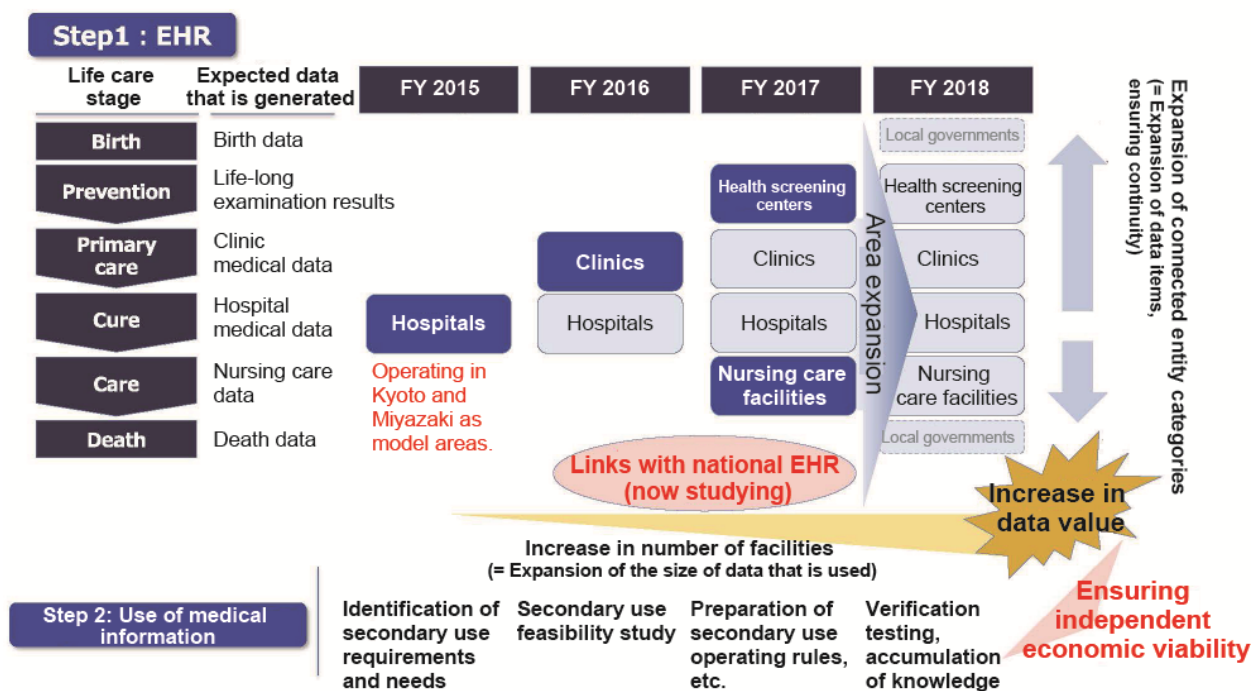 Step1 : EHR
Life care
stage
Expected data
that is generated
FY 2015
FY 2016
FY 2017
FY 2018
Birth
Birth data
Local governments
Prevention
Life-long
examination results
Health screening
centers
Health screening
centers
Primary
care
Clinic
medical data
Clinics
Clinics
Clinics
Cure
Hospital
medical data
Hospitals
Hospitals
Hospitals
Hospitals
Care
Nursing care
data
Operating in
Kyoto and
Miyazaki as
model areas.
Nursing care
facilities
Nursing
care facilities
Death
Death data
Local governments
Area expansion
Expansion of connected entity categories
(= Expansion of data items,
ensuring continuity)
Links with national EHR
(now studying)
Increase in
data value
Increase in number of facilities
(= Expansion of the size of data that is used)
Ensuring
independent
economic viability
Step 2: Use of medical
information
Identification of
secondary use
requirements
and needs
Secondary use
feasibility study
Preparation of
secondary use
operating rules,
etc.
Verification
testing,
accumulation
of knowledge